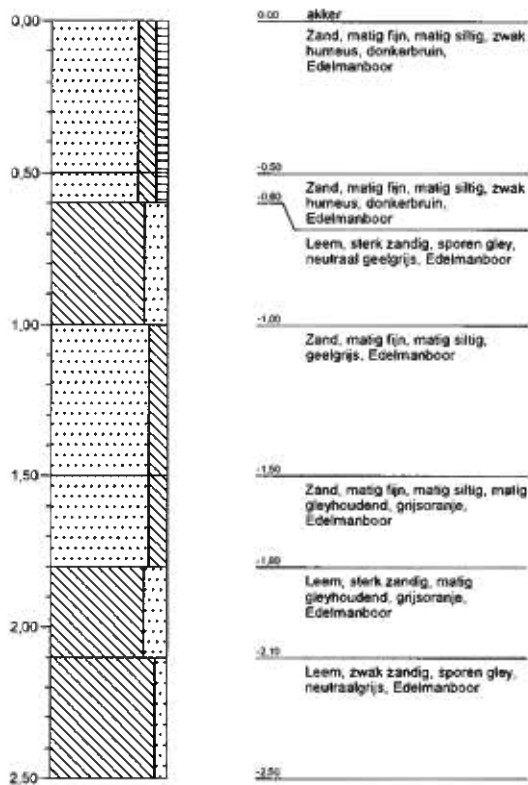 0,00
0,50
1,00
1,50
2,00
2,50
0.00 akker
Zand, matig fijn, matig siltig, zwak
humeus, donkerbruin,
Edelmanboor
-0,50
Zand, matig fijn, matig siltig, zwak
humeus, donkerbruin,
Edelmanboor
-0,60
Leem, sterk zandig, sporen gley,
neutraal geelgrijs, Edelmanboor
-1,00
Zand, matig fijn, matig siltig,
geelgrijs, Edelmanboor
-1,50
Zand, matig fijn, matig siltig, matig
gleyhoudend, grijsoranje,
Edelmanboor
-1,80
Leem, sterk zandig, matig
gleyhoudend, grijsoranje,
Edelmanboor
-2,10
Leem, zwak zandig, sporen gley,
neutraalgrijs, Edelmanboor
-2,50